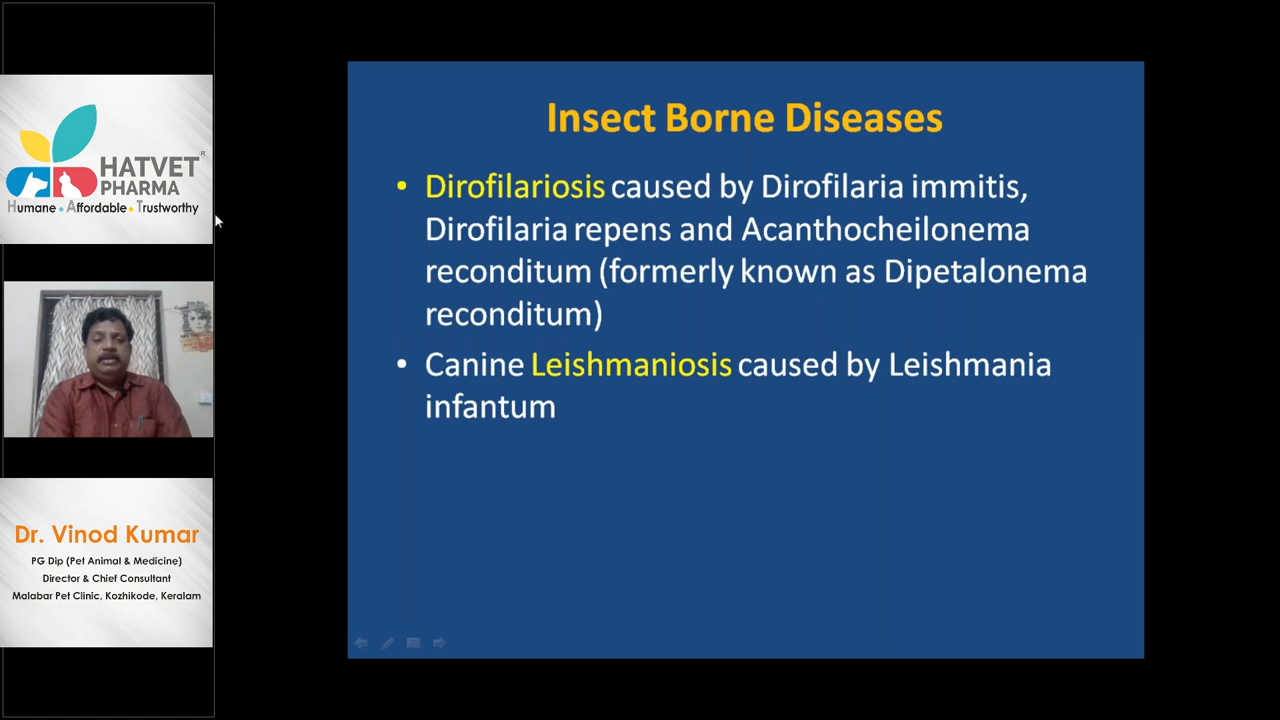 HATVET®
PHARMA
Humane • Affordable • Trustworthy
Dr. Vinod Kumar
PG Dip (Pet Animal & Medicine)
Director & Chief Consultant
Malabar Pet Clinic, Kozhikode, Keralam
Insect Borne Diseases
• Dirofilariosis caused by Dirofilaria immitis,
Dirofilaria repens and Acanthocheilonema
reconditum (formerly known as Dipetalonema
reconditum)
• Canine Leishmaniosis caused by Leishmania
infantum